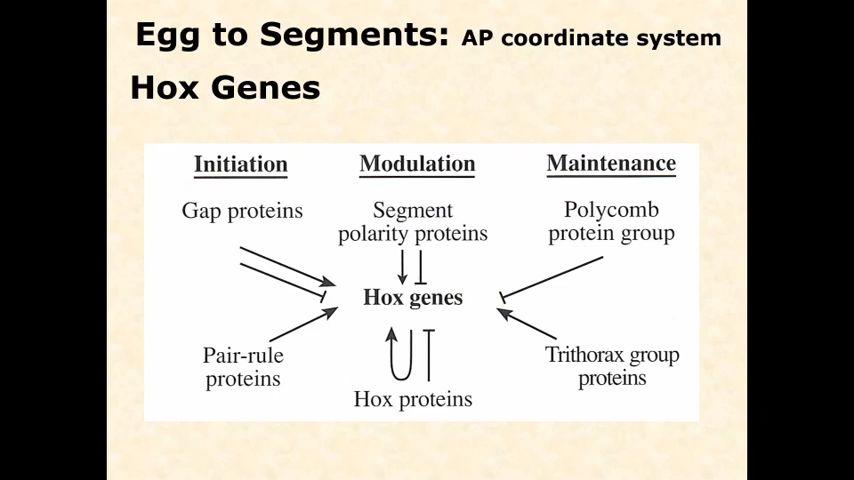 Egg to Segments: AP coordinate system
Hox Genes
Initiation
Modulation
Maintenance
Gap proteins
Segment
polarity proteins
Polycomb
protein group
Hox genes
Pair-rule
proteins
Trithorax group
proteins
Hox proteins